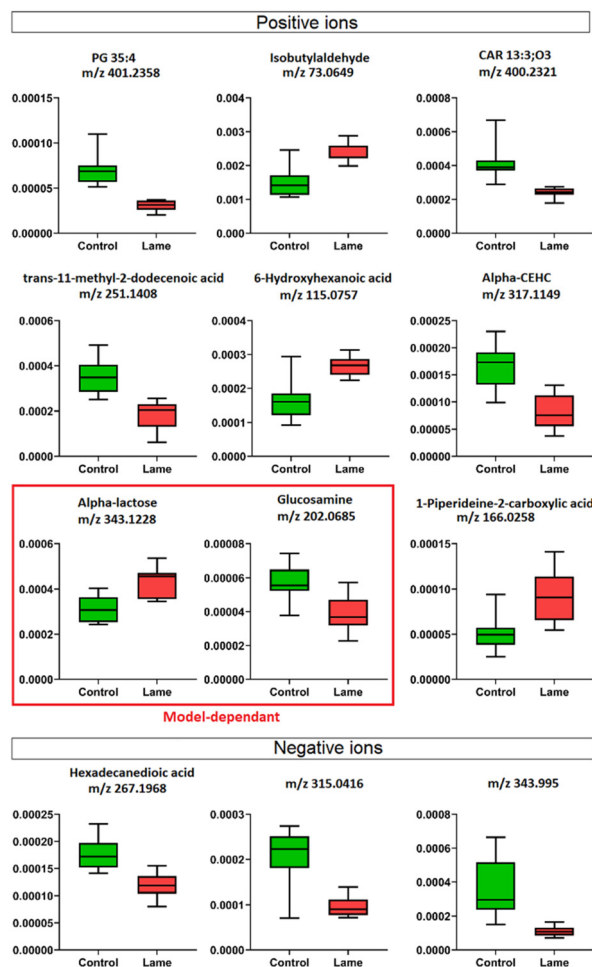 Positive ions
PG 35:4
m/z 401.2358
Isobutylaldehyde
m/z 73.0649
CAR 13:3;O3
m/z 400.2321
0.00015
0.00010
0.00005
0.00000
Control Lame
0.004
0.003
0.002
0.001
0.000
Control Lame
0.0008
0.0006
0.0004
0.0002
0.0000
Control Lame
trans-11-methyl-2-dodecenoic acid
m/z 251.1408
6-Hydroxyhexanoic acid
m/z 115.0757
Alpha-CEHC
m/z 317.1149
0.0006
0.0004
0.0002
0.0000
Control Lame
0.0004
0.0003
0.0002
0.0001
0.0000
Control Lame
0.00025
0.00020
0.00015
0.00010
0.00005
0.00000
Control Lame
Alpha-lactose
m/z 343.1228
Glucosamine
m/z 202.0685
1-Piperideine-2-carboxylic acid
m/z 166.0258
0.0006
0.0004
0.0002
0.0000
Control Lame
0.00008
0.00006
0.00004
0.00002
0.00000
Control Lame
0.00015
0.00010
0.00005
0.00000
Control Lame
Model-dependant
Negative ions
Hexadecanedioic acid
m/z 267.1968
m/z 315.0416
m/z 343.995
0.00025
0.00020
0.00015
0.00010
0.00005
0.00000
Control Lame
0.0003
0.0002
0.0001
0.0000
Control Lame
0.0008
0.0006
0.0004
0.0002
0.0000
Control Lame